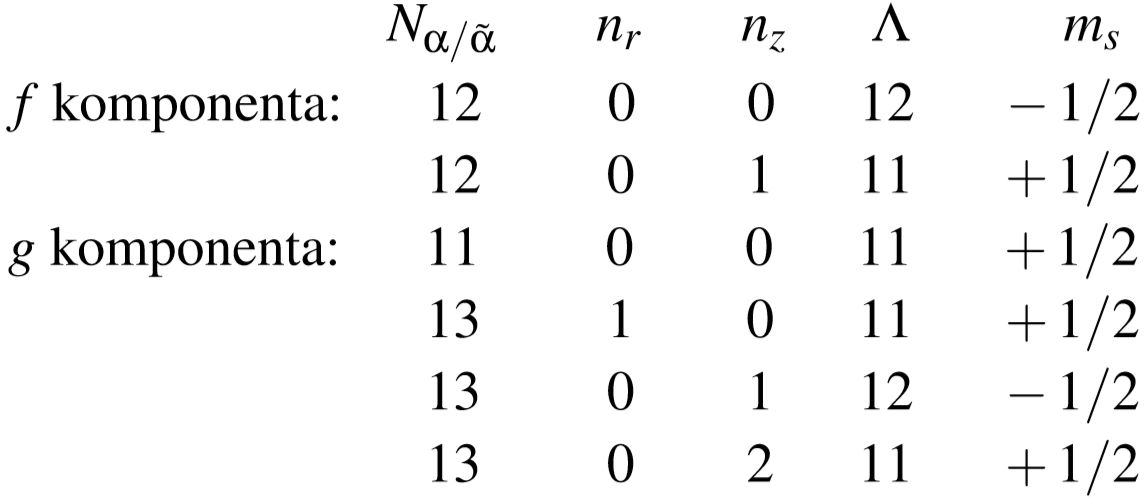 N_{α/α̃} n_r n_z Λ m_s
f komponenta: 12 0 0 12 − 1/2
12 0 1 11 + 1/2
g komponenta: 11 0 0 11 + 1/2
13 1 0 11 + 1/2
13 0 1 12 − 1/2
13 0 2 11 + 1/2